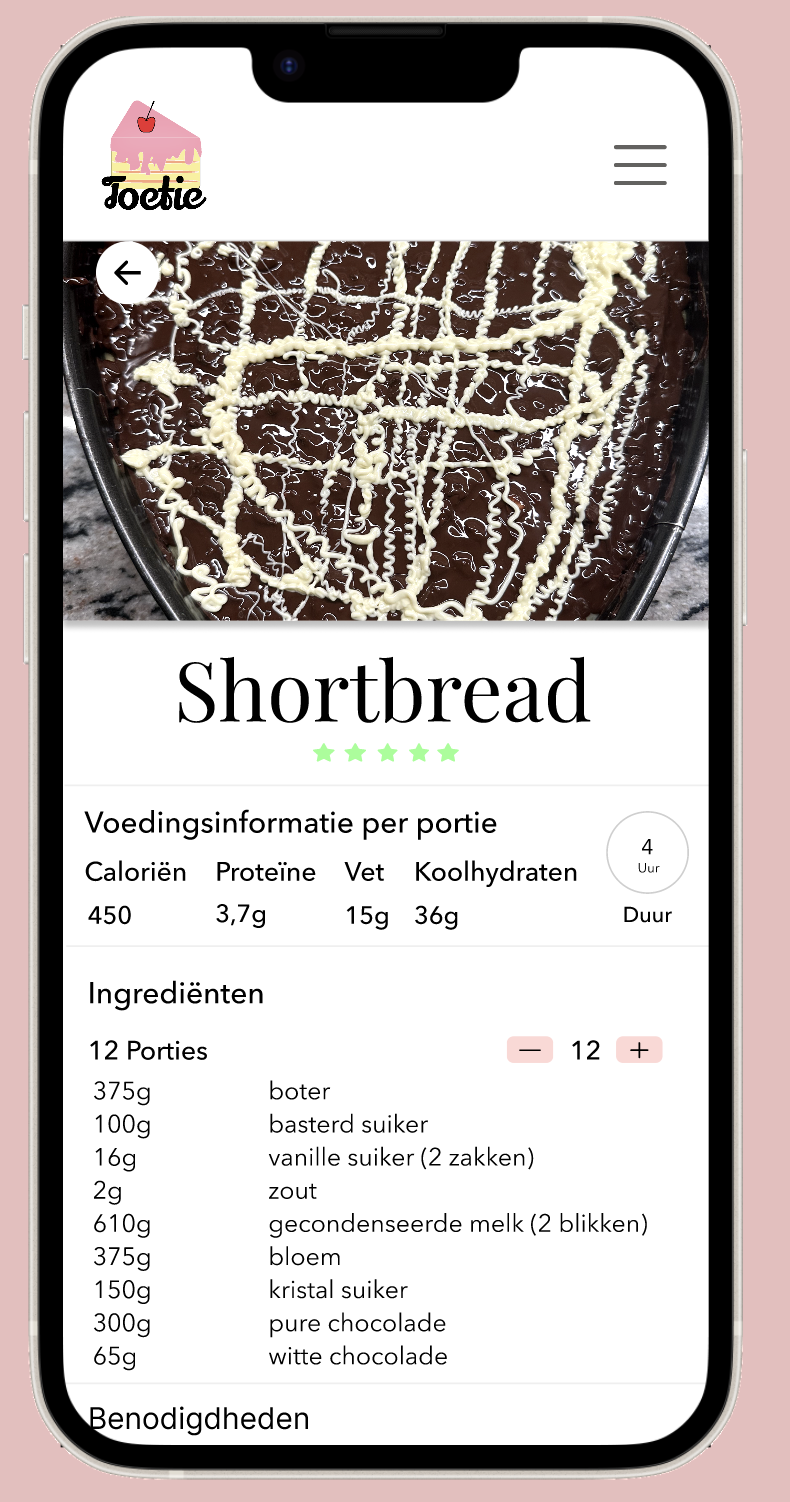 Toetie
Shortbread
Voedingsinformatie per portie
Caloriën Proteïne Vet Koolhydraten
450 3,7g 15g 36g
4
Uur
Duur
Ingrediënten
12 Porties — 12 +
375g boter
100g basterd suiker
16g vanille suiker (2 zakken)
2g zout
610g gecondenseerde melk (2 blikken)
375g bloem
150g kristal suiker
300g pure chocolade
65g witte chocolade
Benodigdheden